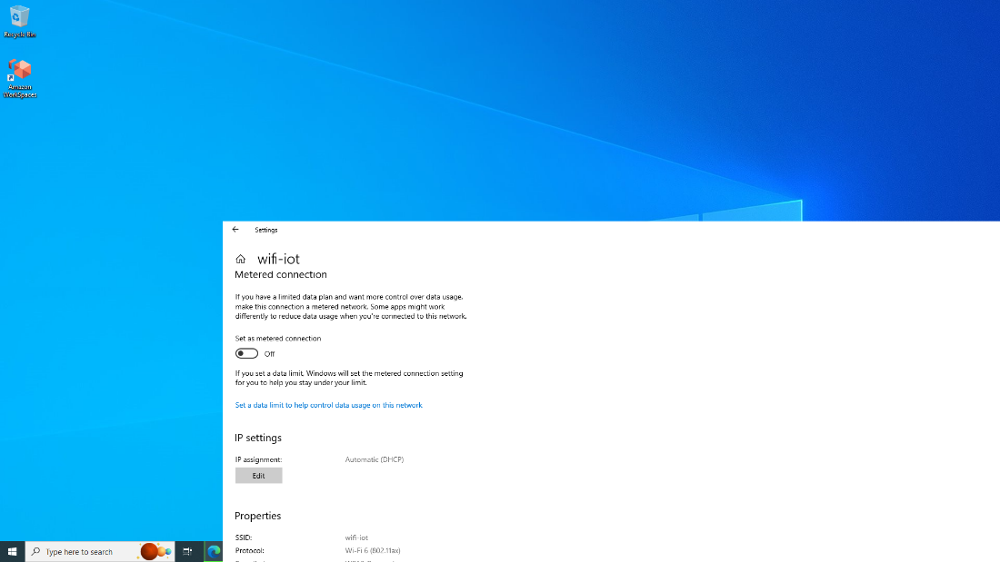 Recycle Bin
Amazon
WorkSpaces
Settings
wifi-iot
Metered connection
If you have a limited data plan and want more control over data usage,
make this connection a metered network. Some apps might work
differently to reduce data usage when you're connected to this network.
Set as metered connection
Off
If you set a data limit, Windows will set the metered connection setting
for you to help you stay under your limit.
Set a data limit to help control data usage on this network
IP settings
IP assignment: Automatic (DHCP)
Edit
Properties
SSID: wifi-iot
Protocol: Wi-Fi 6 (802.11ax)
Type here to search